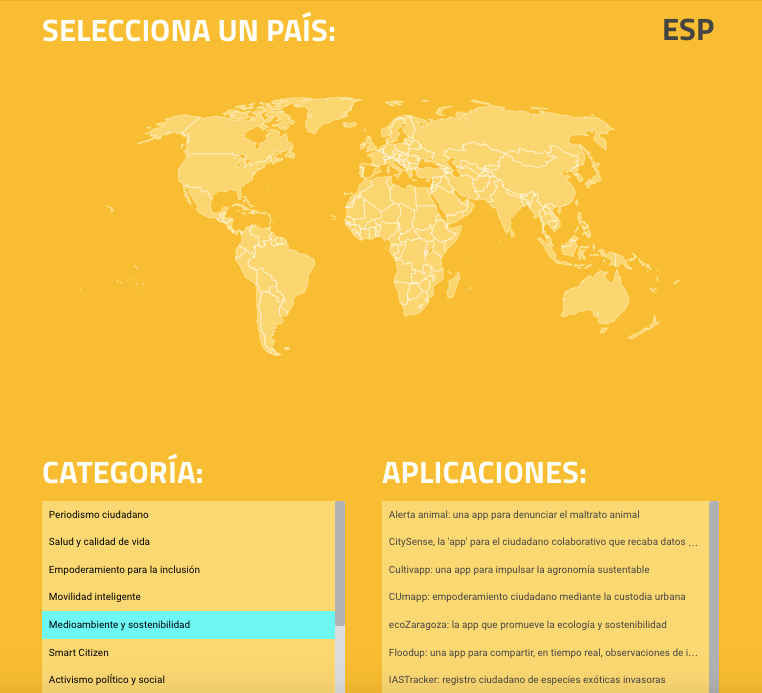 SELECCIONA UN PAÍS:
ESP
CATEGORÍA:
Periodismo ciudadano
Salud y calidad de vida
Empoderamiento para la inclusión
Movilidad inteligente
Medioambiente y sostenibilidad
Smart Citizen
Activismo político y social
APLICACIONES:
Alerta animal: una app para denunciar el maltrato animal
CitySense, la 'app' para el ciudadano colaborativo que recaba datos ...
Cultivapp: una app para impulsar la agronomía sustentable
CUmapp: empoderamiento ciudadano mediante la custodia urbana
ecoZaragoza: la app que promueve la ecología y sostenibilidad
Floodup: una app para compartir, en tiempo real, observaciones de i...
IASTracker: registro ciudadano de especies exóticas invasoras